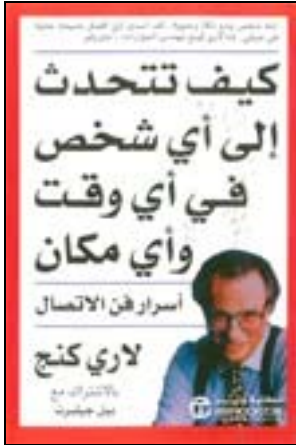 كيف تتحدث
إلى أي شخص
في أي وقت
وأي مكان
أسرار فن الاتصال
لاري كنج
بالاشتراك مع
بيل جيلبرت